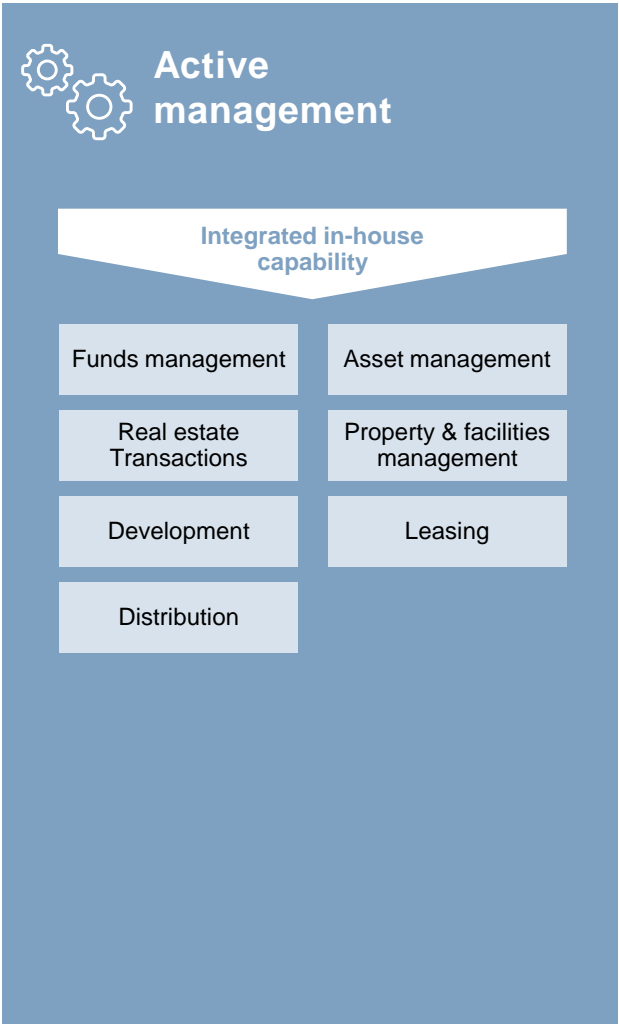 Active
management
Integrated in-house
capability
Funds management
Asset management
Real estate
Transactions
Property & facilities
management
Development
Leasing
Distribution